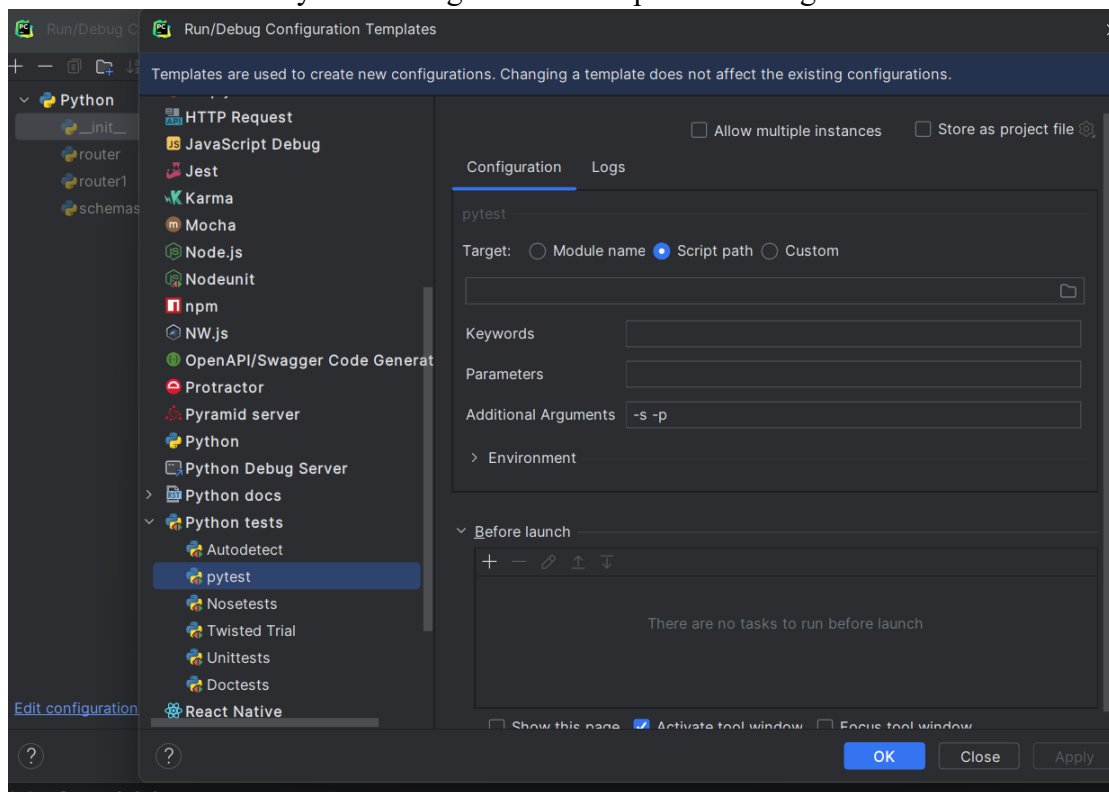 Run/Debug C
Run/Debug Configuration Templates
Templates are used to create new configurations. Changing a template does not affect the existing configurations.
Python
__init__
router
router1
schemas
HTTP Request
JavaScript Debug
Jest
Karma
Mocha
Node.js
Nodeunit
npm
NW.js
OpenAPI/Swagger Code Generat
Protractor
Pyramid server
Python
Python Debug Server
Python docs
Python tests
Autodetect
pytest
Nosetests
Twisted Trial
Unittests
Doctests
React Native
Edit configuration
Allow multiple instances
Store as project file
Configuration Logs
pytest
Target: Module name Script path Custom
Keywords
Parameters
Additional Arguments -s -p
Environment
Before launch
There are no tasks to run before launch
Show this page Activate tool window Focus tool window
? ? OK Close Apply